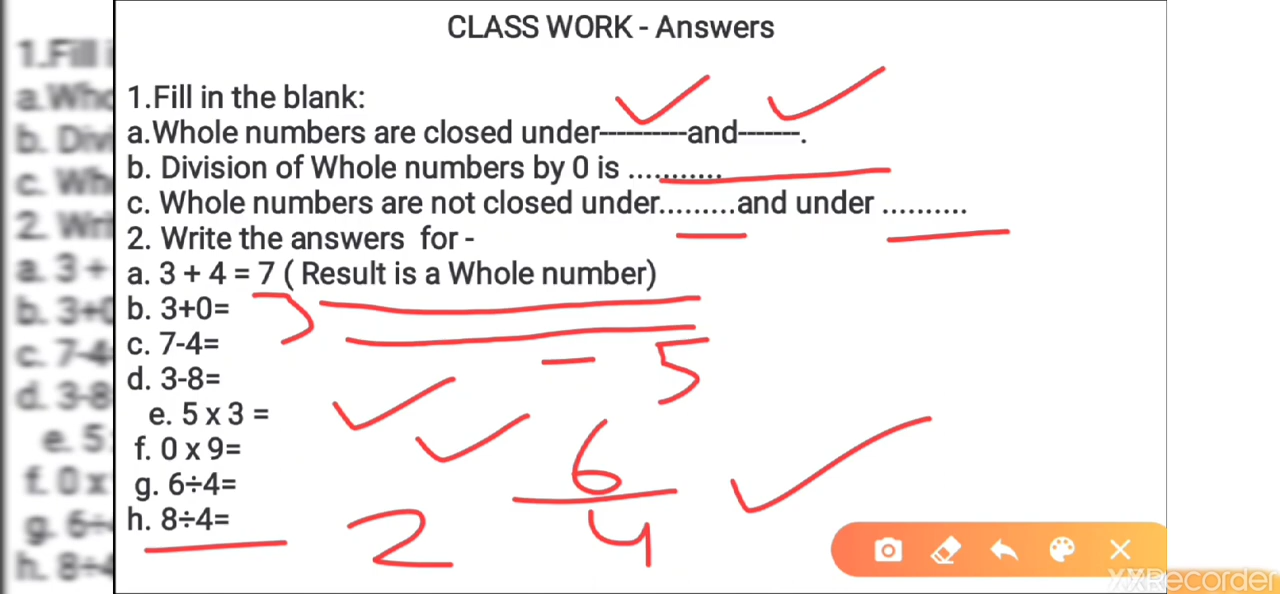 CLASS WORK - Answers
1.Fill in the blank:
a.Whole numbers are closed under----------and-------.
b. Division of Whole numbers by 0 is ...........
c. Whole numbers are not closed under.........and under ..........
2. Write the answers for -
a. 3 + 4 = 7 ( Result is a Whole number)
b. 3+0= 3
c. 7-4=
d. 3-8= - 5
e. 5 x 3 =
f. 0 x 9=
g. 6÷4= 6/4
h. 8÷4= 2
Recorder